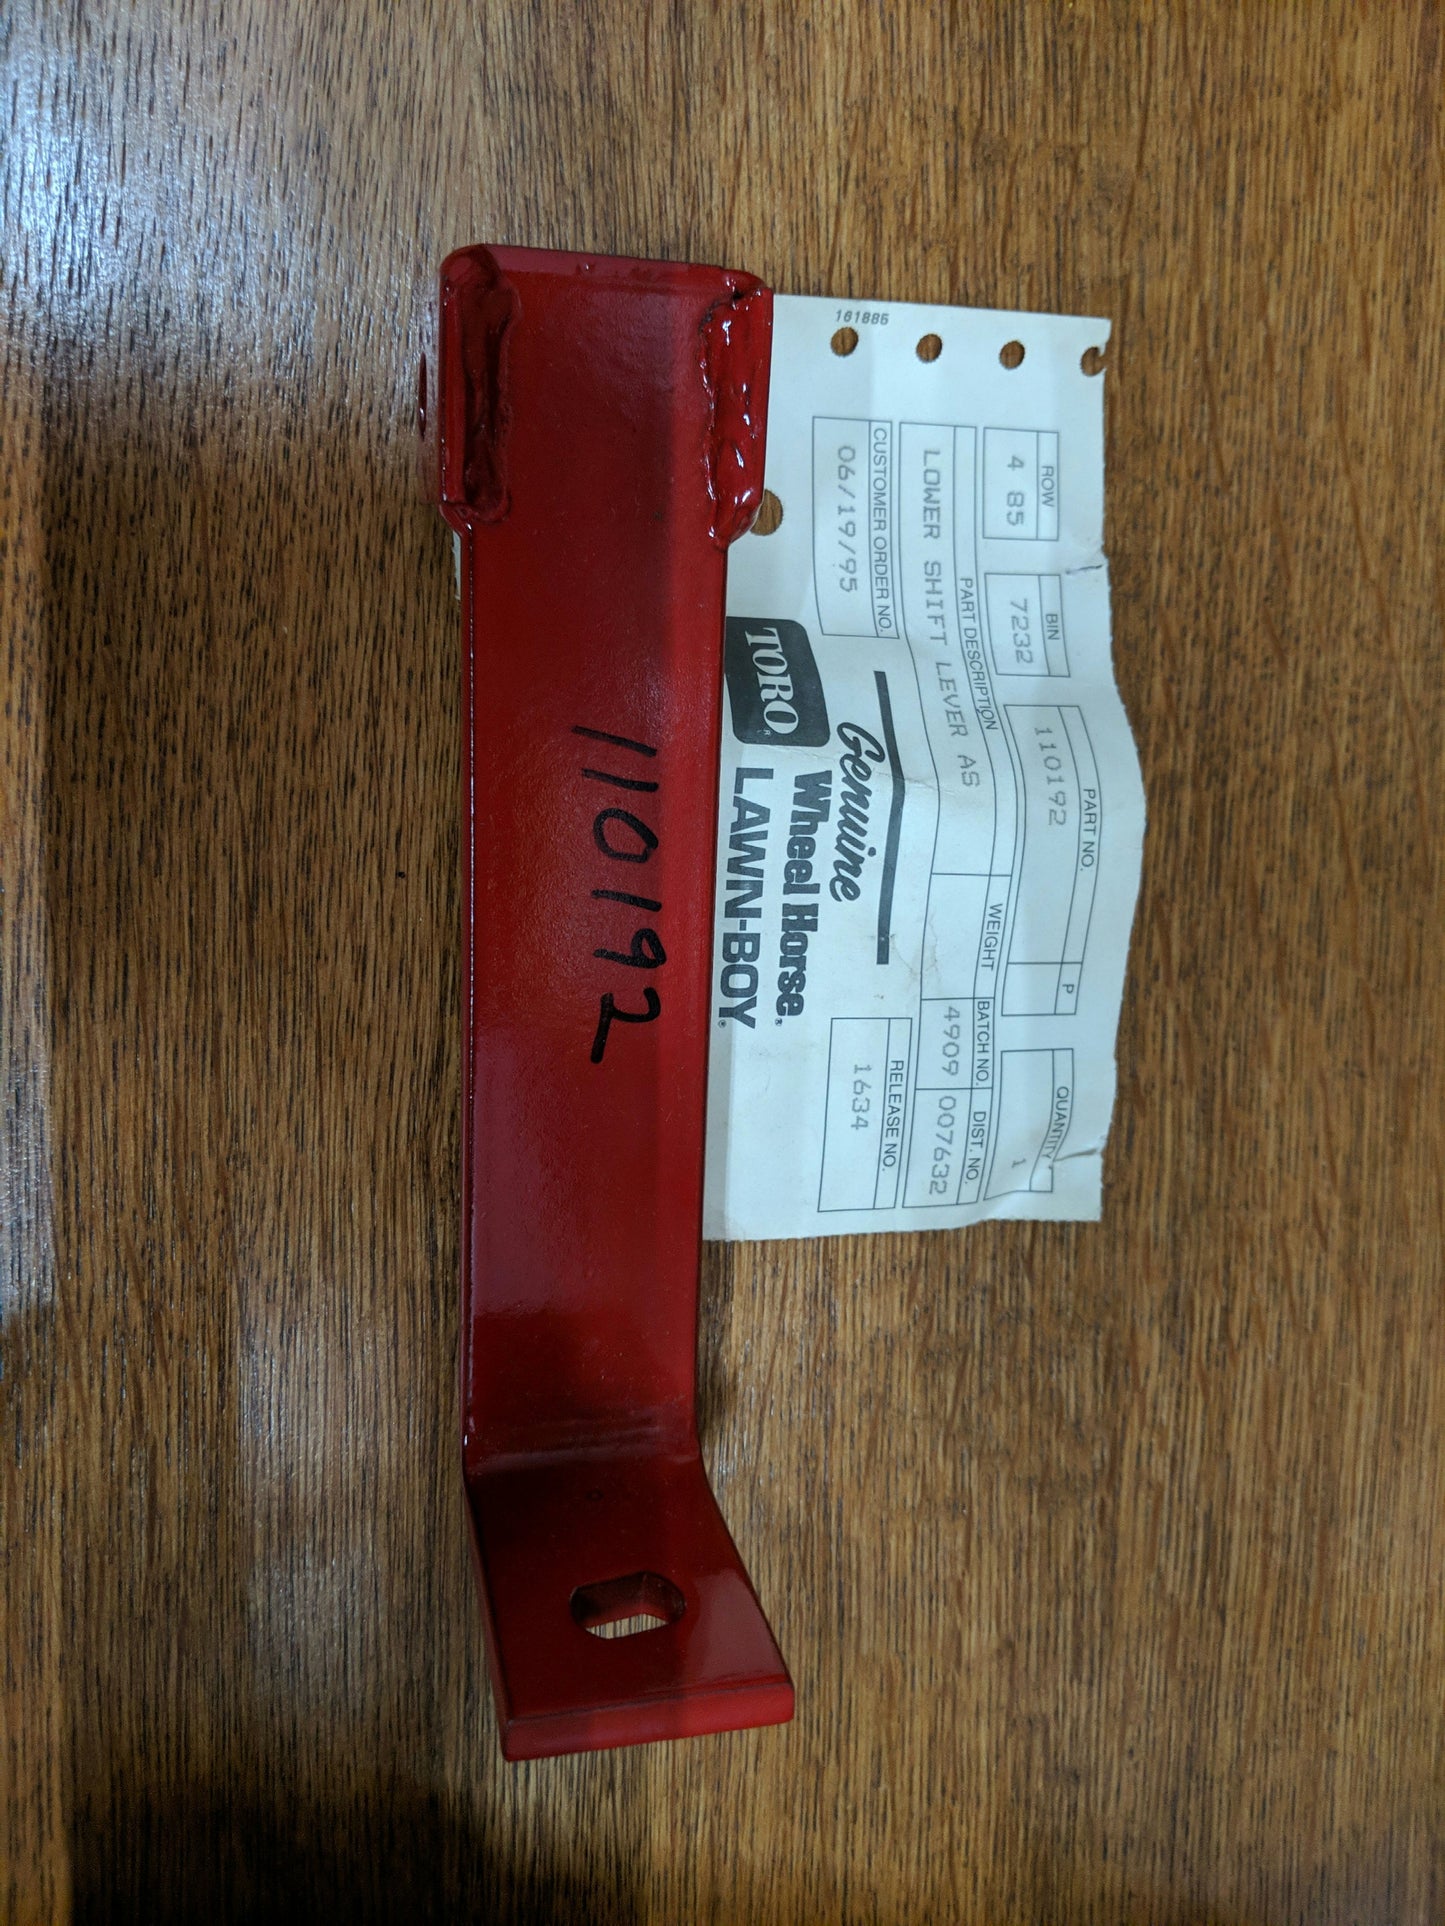 ROW
4 85
BIN
7232
PART NO.
110192
P
QUANTITY
1
PART DESCRIPTION
LOWER SHIFT LEVER AS
WEIGHT
BATCH NO.
4909
DIST. NO.
007632
CUSTOMER ORDER NO.
06/19/95
RELEASE NO.
1634
Genuine
TORO®
Wheel Horse®
LAWN-BOY®
161886
110192